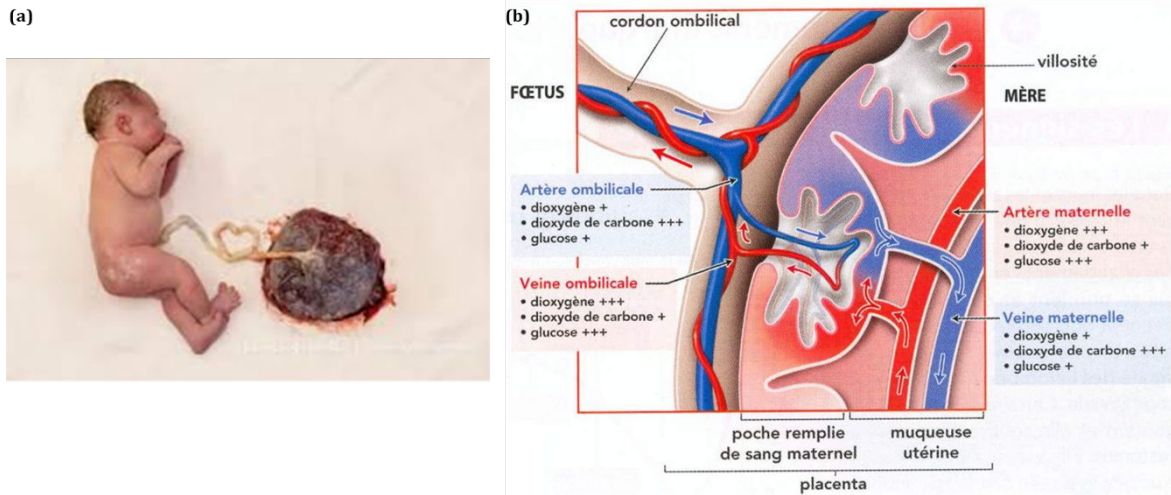 (a)
(b)
cordon ombilical
villosité
FŒTUS
MÈRE
Artère ombilicale
• dioxygène +
• dioxyde de carbone +++
• glucose +
Veine ombilicale
• dioxygène +++
• dioxyde de carbone +
• glucose +++
Artère maternelle
• dioxygène +++
• dioxyde de carbone +
• glucose +++
Veine maternelle
• dioxygène +
• dioxyde de carbone +++
• glucose +
poche remplie
de sang maternel
muqueuse
utérine
placenta